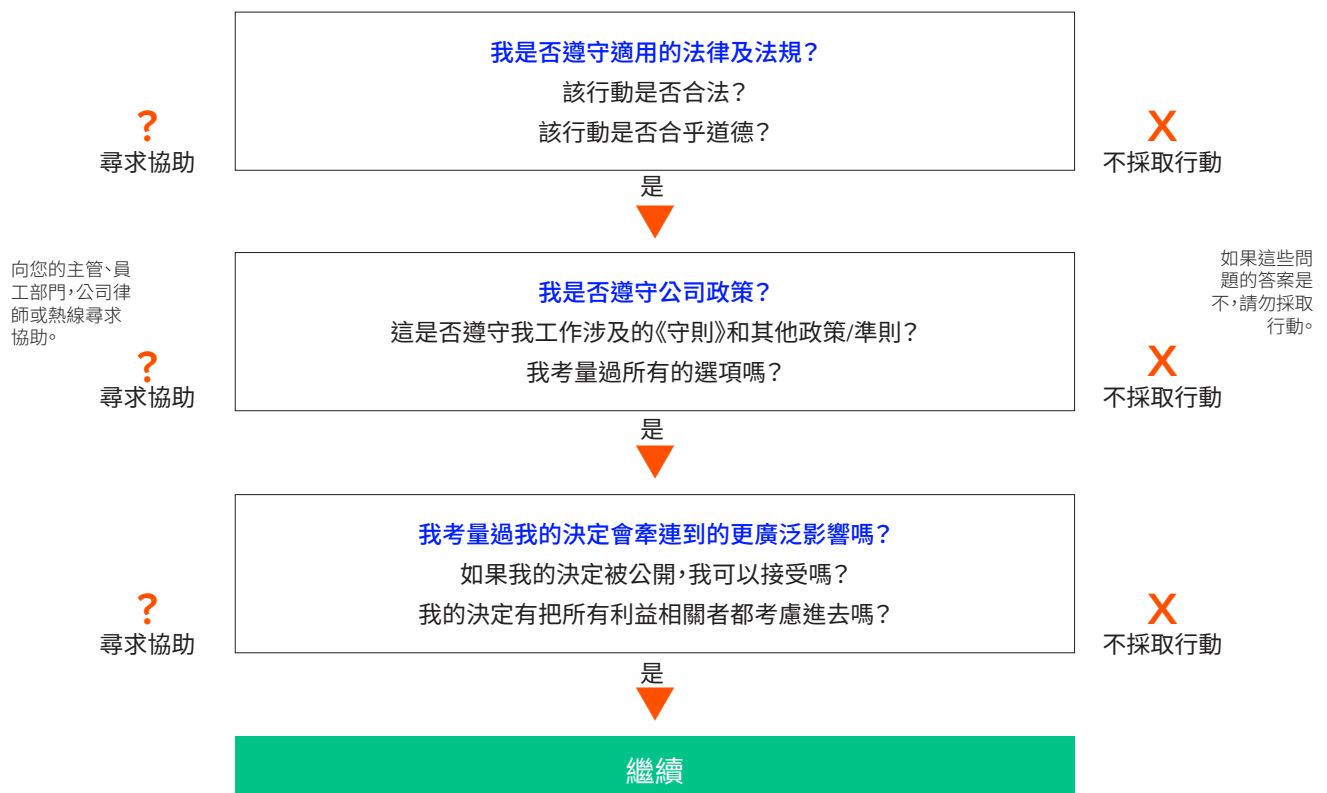 我是否遵守適用的法律及法規？
該行動是否合法？
該行動是否合乎道德？
?
尋求協助
X
不採取行動
是
向您的主管、員
工部門，公司律
師或熱線尋求
協助。
我是否遵守公司政策？
這是否遵守我工作涉及的《守則》和其他政策/準則？
我考量過所有的選項嗎？
如果這些問
題的答案是
不，請勿採取
行動。
?
尋求協助
X
不採取行動
是
我考量過我的決定會牽連到的更廣泛影響嗎？
如果我的決定被公開，我可以接受嗎？
我的決定有把所有利益相關者都考慮進去嗎？
?
尋求協助
X
不採取行動
是
繼續